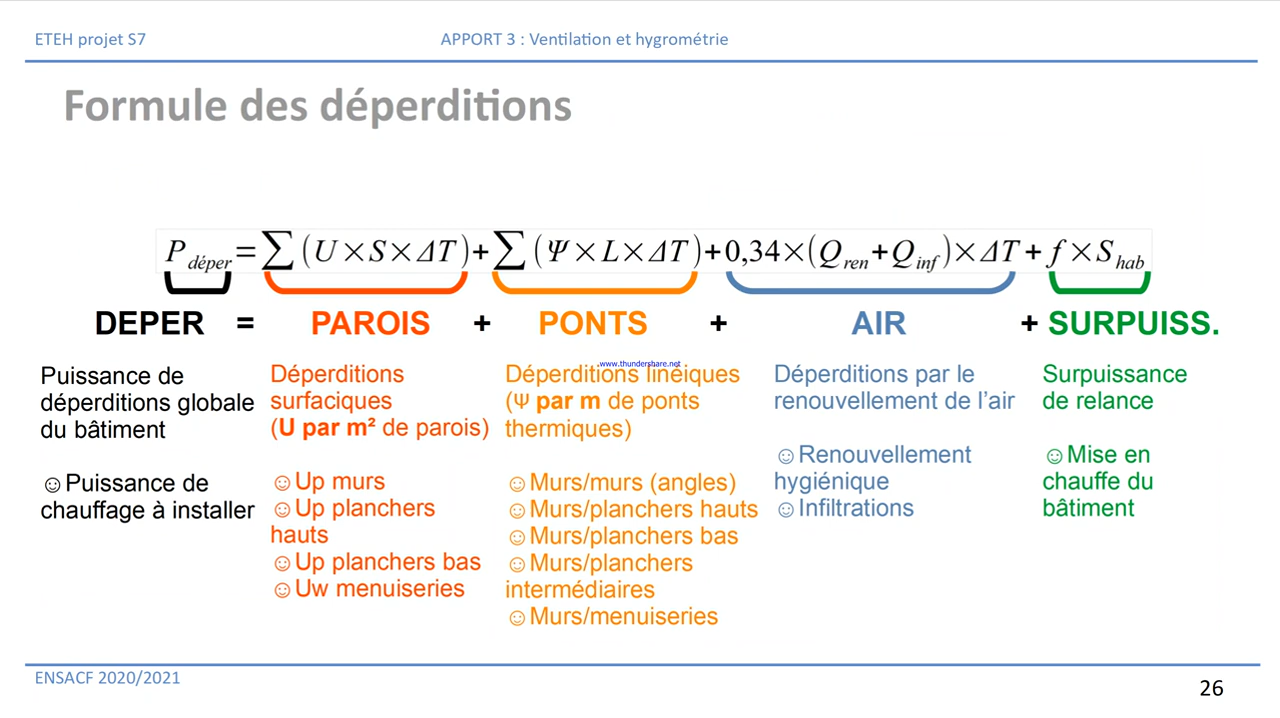 ETEH projet S7
APPORT 3 : Ventilation et hygrométrie
Formule des déperditions
P déper = ∑ (U×S×ΔT)+∑ (Ψ×L×ΔT)+0,34×(Q ren+Q inf)×ΔT+f×S hab
DEPER = PAROIS + PONTS + AIR + SURPUISS.
www.thundershare.net
Puissance de
déperditions globale
du bâtiment
☺Puissance de
chauffage à installer
Déperditions
surfaciques
(U par m² de parois)
☺Up murs
☺Up planchers
hauts
☺Up planchers bas
☺Uw menuiseries
Déperditions linéiques
(Ψ par m de ponts
thermiques)
☺Murs/murs (angles)
☺Murs/planchers hauts
☺Murs/planchers bas
☺Murs/planchers
intermédiaires
☺Murs/menuiseries
Déperditions par le
renouvellement de l’air
☺Renouvellement
hygiénique
☺Infiltrations
Surpuissance
de relance
☺Mise en
chauffe du
bâtiment
ENSACF 2020/2021
26